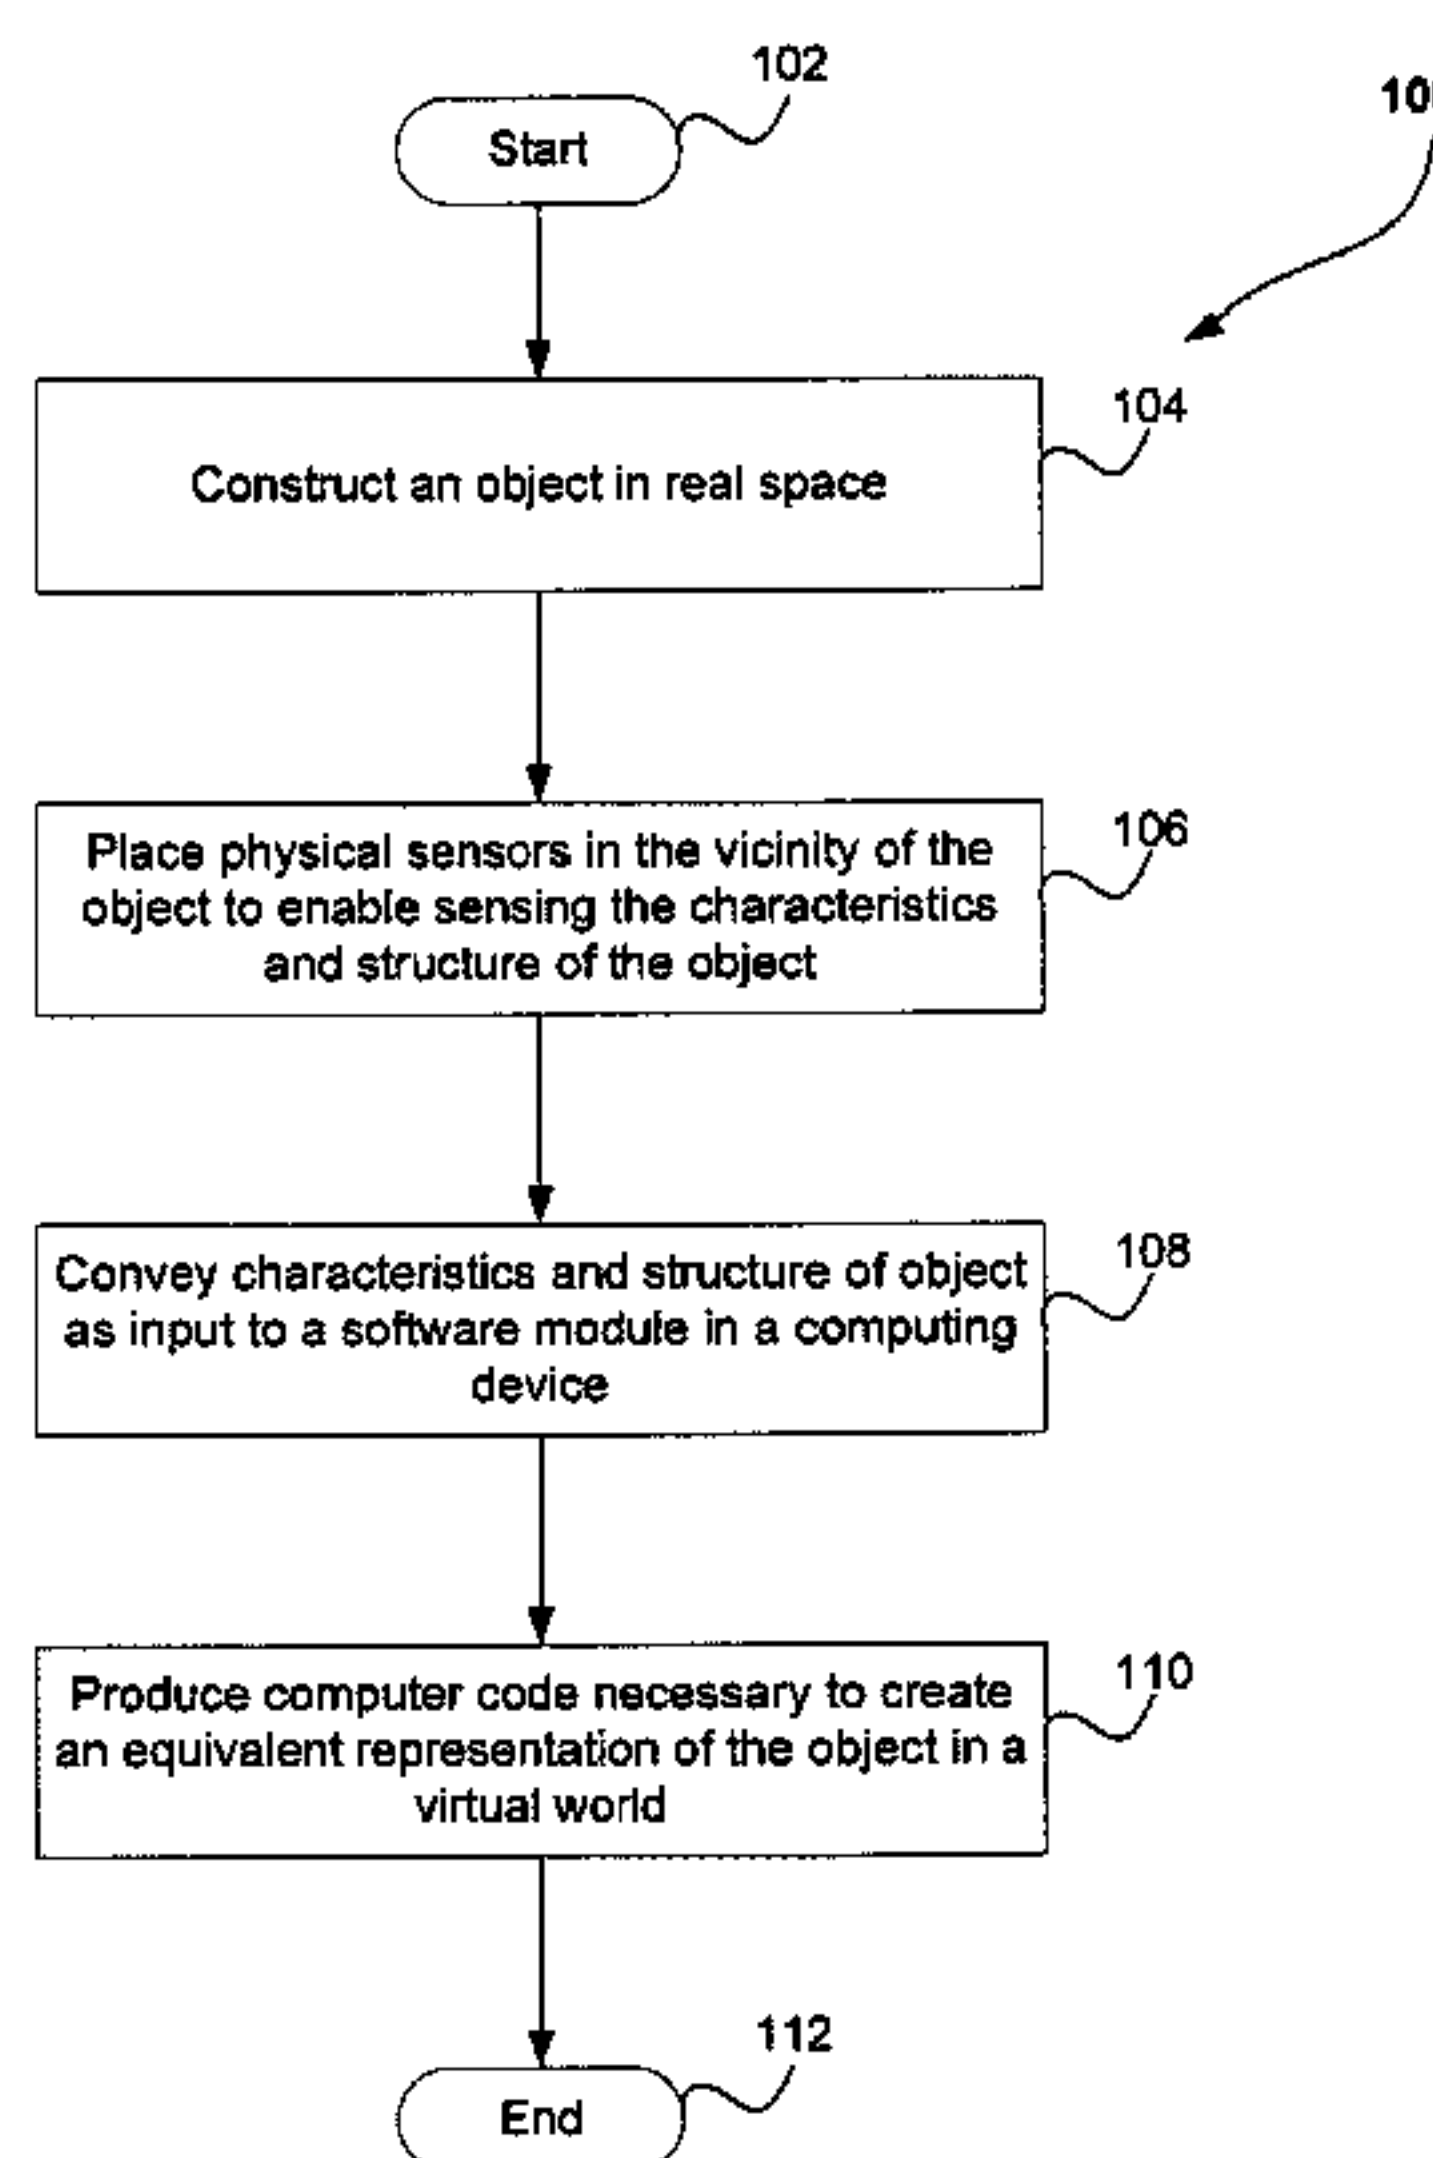 102
Start
104
Construct an object in real space
106
Place physical sensors in the vicinity of the
object to enable sensing the characteristics
and structure of the object
108
Convey characteristics and structure of object
as input to a software module in a computing
device
110
Produce computer code necessary to create
an equivalent representation of the object in a
virtual world
112
End